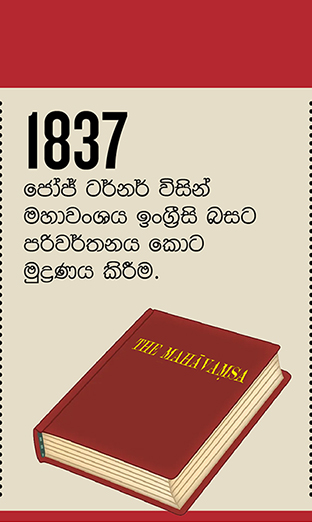 1837
ජෝජ් ටර්නර් විසින්
මහාවංශය ඉංග්‍රීසි බසට
පරිවර්තනය කොට
මුද්‍රණය කිරීම.
THE MAHĀVAṂSA